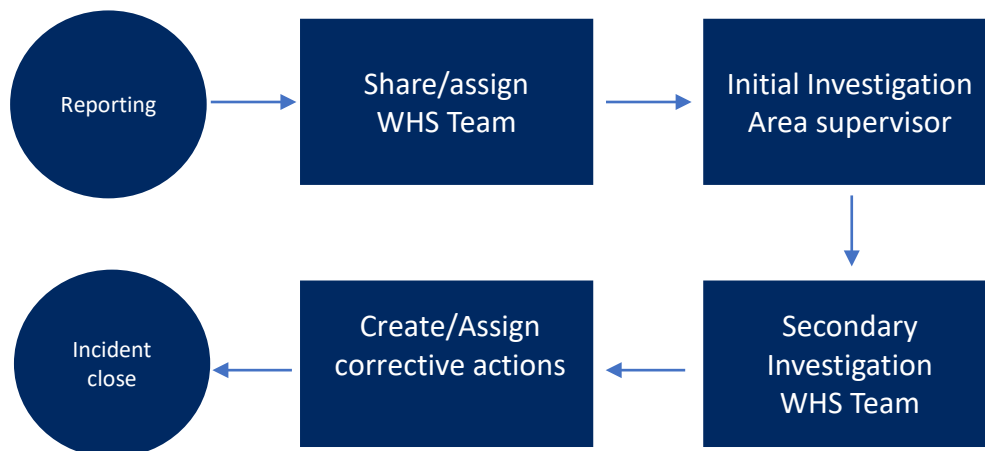 Reporting
Share/assign
WHS Team
Initial Investigation
Area supervisor
Secondary
Investigation
WHS Team
Create/Assign
corrective actions
Incident
close